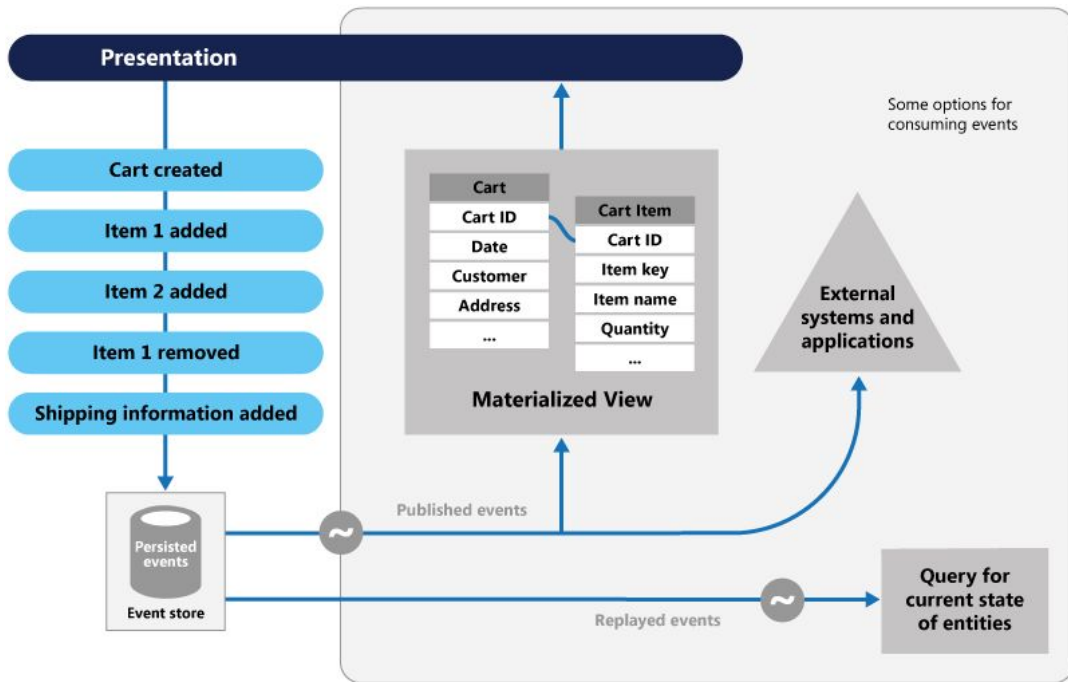 Presentation
Some options for
consuming events
Cart created
Item 1 added
Item 2 added
Item 1 removed
Shipping information added
Cart
Cart ID
Date
Customer
Address
...
Cart Item
Cart ID
Item key
Item name
Quantity
...
Materialized View
External
systems and
applications
Persisted
events
Event store
~
Published events
Replayed events
~
Query for
current state
of entities